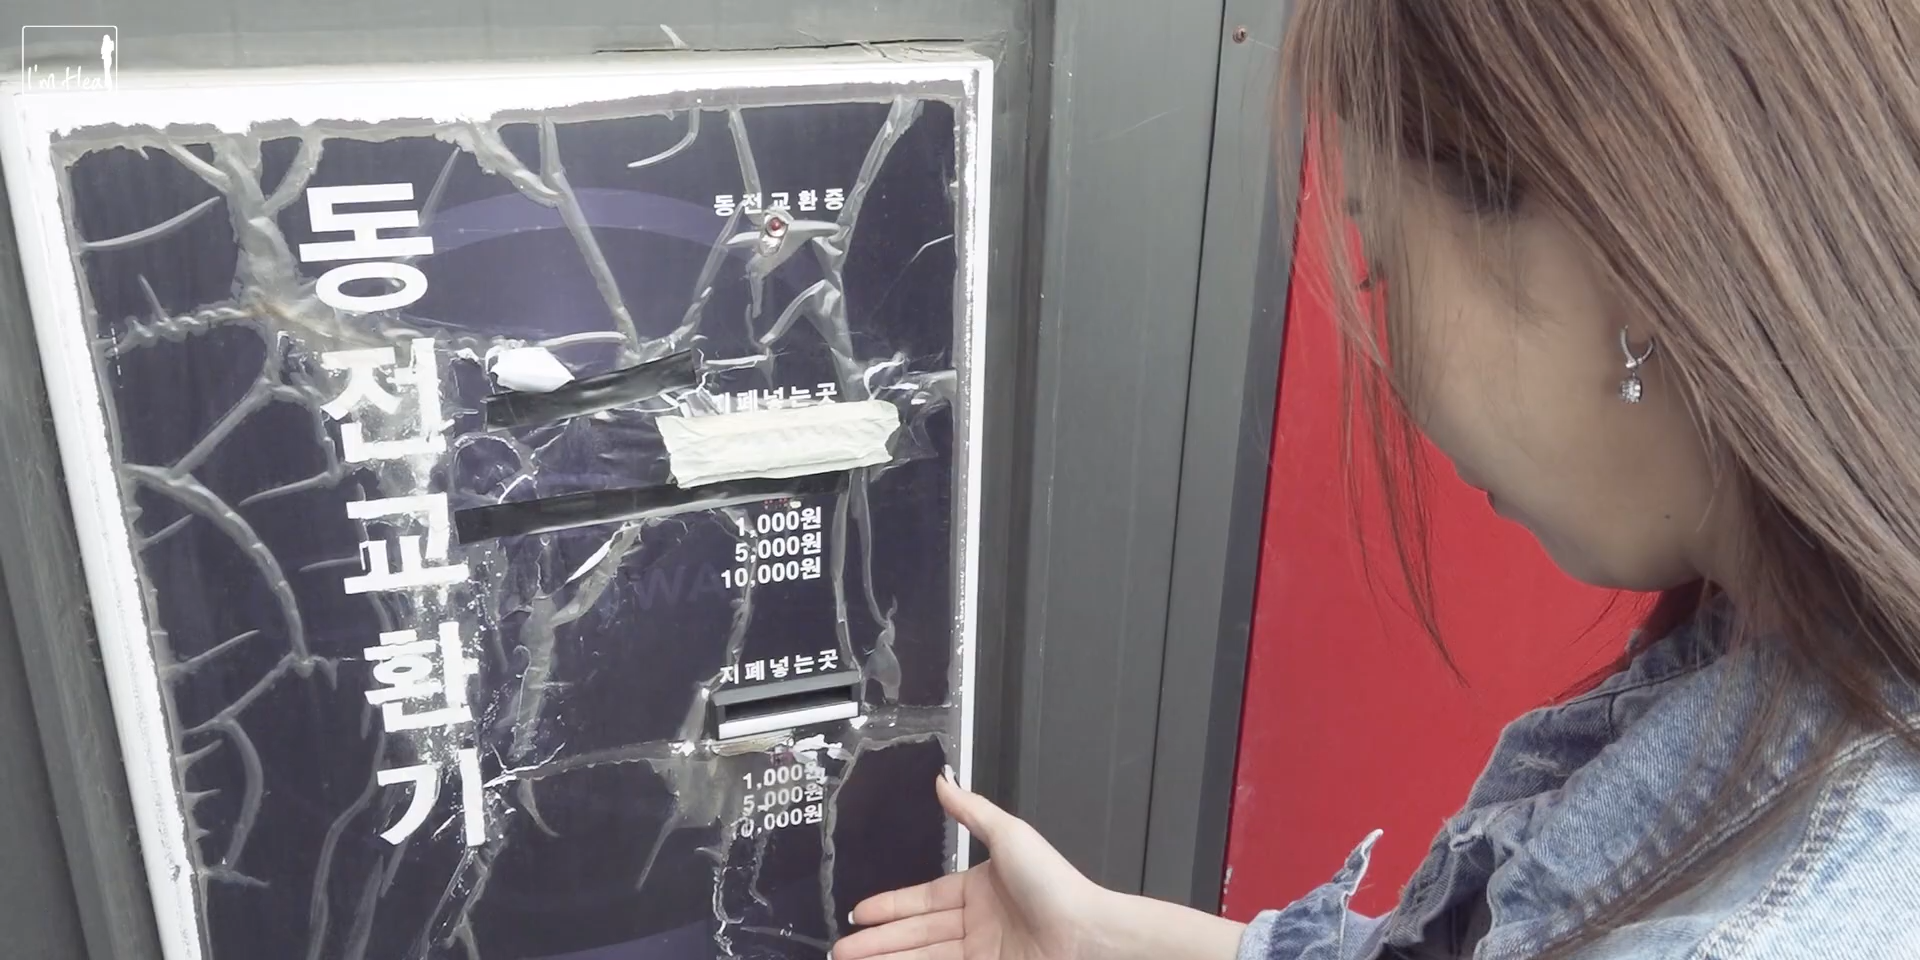 I'm Hea
동전교환기
동전교환증
지폐넣는곳
1,000원
5,000원
10,000원
지폐넣는곳
1,000원
5,000원
10,000원